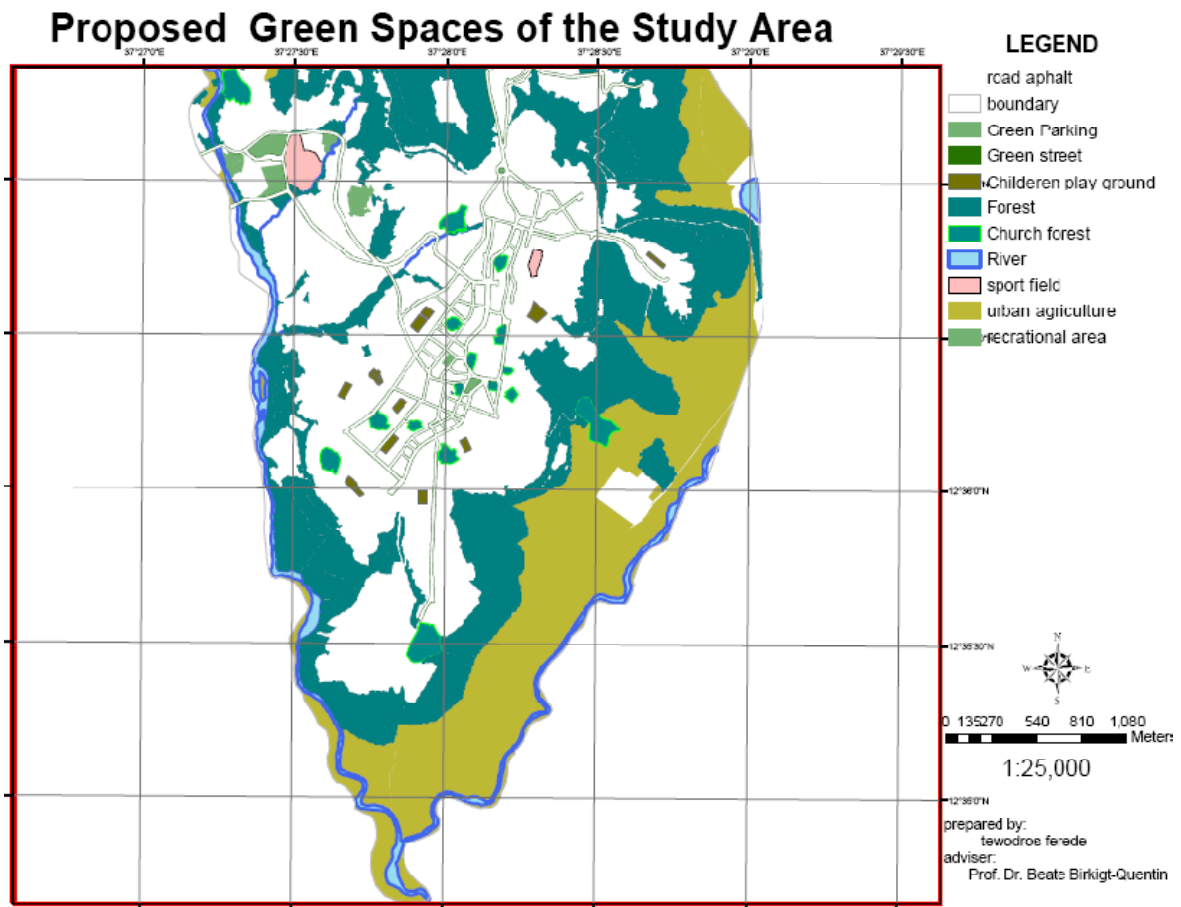 Proposed Green Spaces of the Study Area
37°27'0"E 37°27'30"E 37°28'0"E 37°28'30"E 37°29'0"E 37°29'30"E
LEGEND
road aphalt
boundary
Green Parking
Green street
Childeren play ground
Forest
Church forest
River
sport field
urban agriculture
recrational area
12°36'0"N
12°36'30"N
12°35'0"N
N
W E
S
0 135270 540 810 1,080
Meters
1:25,000
prepared by:
tewodros ferede
adviser:
Prof. Dr. Beate Birkigt-Quentin